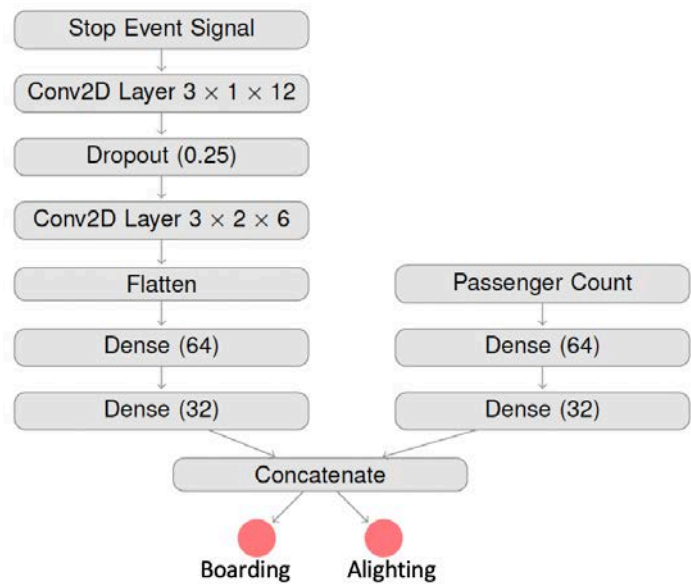 Stop Event Signal
Conv2D Layer 3 × 1 × 12
Dropout (0.25)
Conv2D Layer 3 × 2 × 6
Flatten
Dense (64)
Dense (32)
Passenger Count
Dense (64)
Dense (32)
Concatenate
Boarding
Alighting